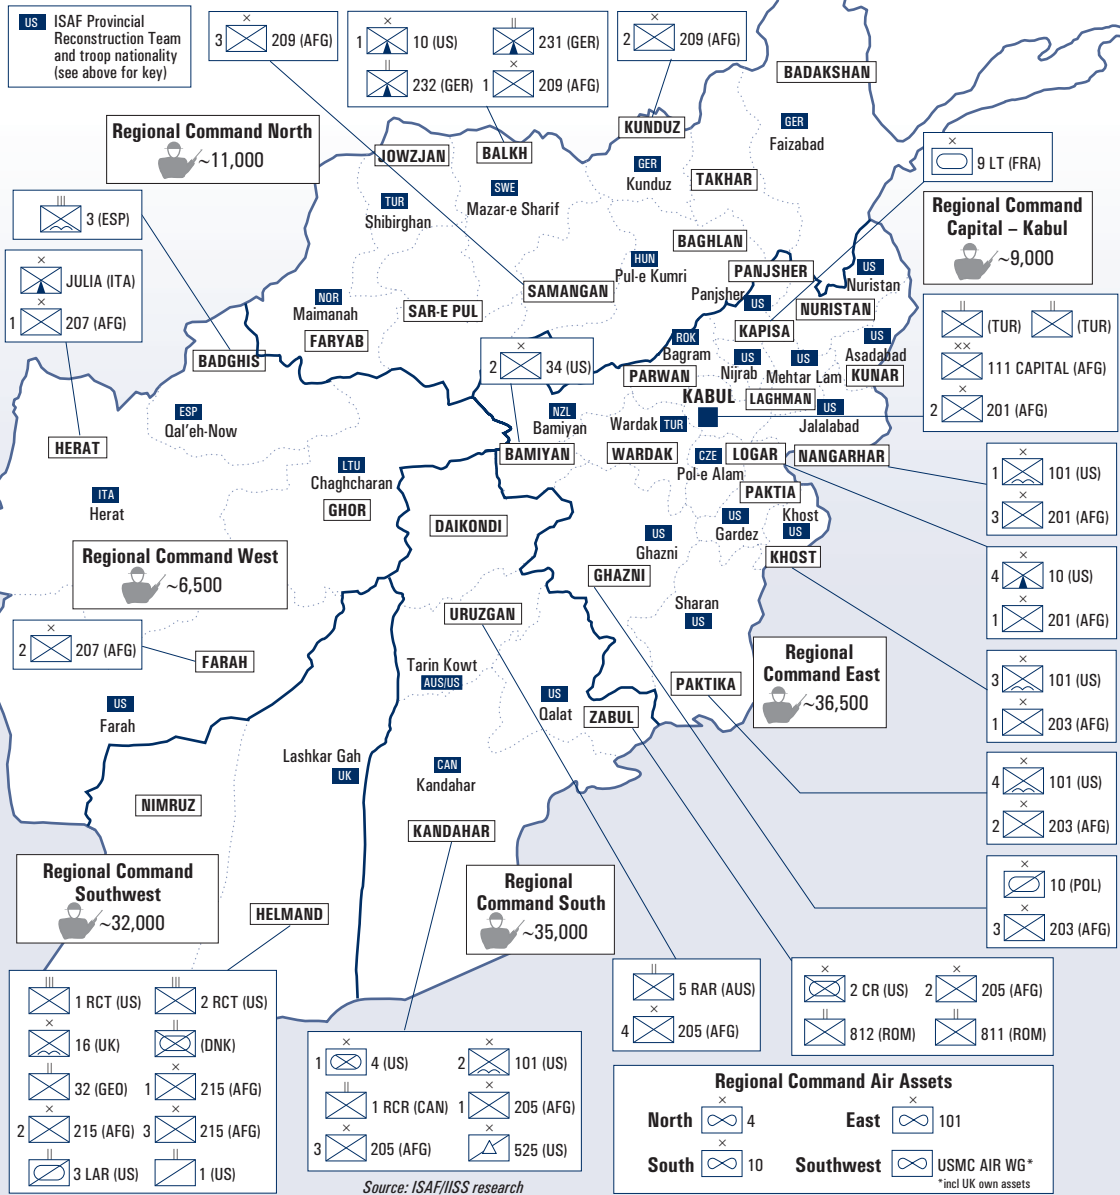 US ISAF Provincial
Reconstruction Team
and troop nationality
(see above for key)
3 209 (AFG)
1 10 (US) 231 (GER)
232 (GER) 1 209 (AFG)
2 209 (AFG)
BADAKSHAN
Regional Command North
~11,000
KUNDUZ
GER
Faizabad
JOWZJAN
BALKH
GER
Kunduz
TAKHAR
9 LT (FRA)
TUR
Shibirghan
SWE
Mazar-e Sharif
3 (ESP)
Regional Command
Capital – Kabul
~9,000
BAGHLAN
HUN
Pul-e Kumri
PANJSHER
US
Nuristan
JULIA (ITA)
1 207 (AFG)
SAMANGAN
Panjsher
US
NURISTAN
NOR
Maimanah
SAR-E PUL
KAPISA
(TUR) (TUR)
111 CAPITAL (AFG)
2 201 (AFG)
FARYAB
ROK
Bagram
US
Asadabad
BADGHIS
2 34 (US)
US
Nijrab
US
Mehtar Lam
KUNAR
PARWAN
KABUL
LAGHMAN
ESP
Qal'eh-Now
NZL
Bamiyan
Wardak TUR
US
Jalalabad
HERAT
BAMIYAN
WARDAK
CZE
Pol-e Alam
LOGAR
NANGARHAR
LTU
Chaghcharan
GHOR
1 101 (US)
3 201 (AFG)
ITA
Herat
PAKTIA
DAIKONDI
US
Gardez
Khost
US
US
Ghazni
KHOST
Regional Command West
~6,500
4 10 (US)
1 201 (AFG)
GHAZNI
URUZGAN
Sharan
US
2 207 (AFG)
FARAH
Tarin Kowt
AUS/US
Regional
Command East
~36,500
3 101 (US)
1 203 (AFG)
PAKTIKA
US
Farah
US
Qalat
ZABUL
Lashkar Gah
UK
CAN
Kandahar
4 101 (US)
2 203 (AFG)
NIMRUZ
KANDAHAR
Regional Command
Southwest
~32,000
Regional
Command South
~35,000
10 (POL)
3 203 (AFG)
HELMAND
1 RCT (US) 2 RCT (US)
16 (UK) (DNK)
32 (GEO) 1 215 (AFG)
2 215 (AFG) 3 215 (AFG)
3 LAR (US) 1 (US)
5 RAR (AUS)
4 205 (AFG)
2 CR (US) 2 205 (AFG)
812 (ROM) 811 (ROM)
1 4 (US) 2 101 (US)
1 RCR (CAN) 1 205 (AFG)
3 205 (AFG) 525 (US)
Regional Command Air Assets
North 4 East 101
South 10 Southwest USMC AIR WG*
*incl UK own assets
Source: ISAF/IISS research